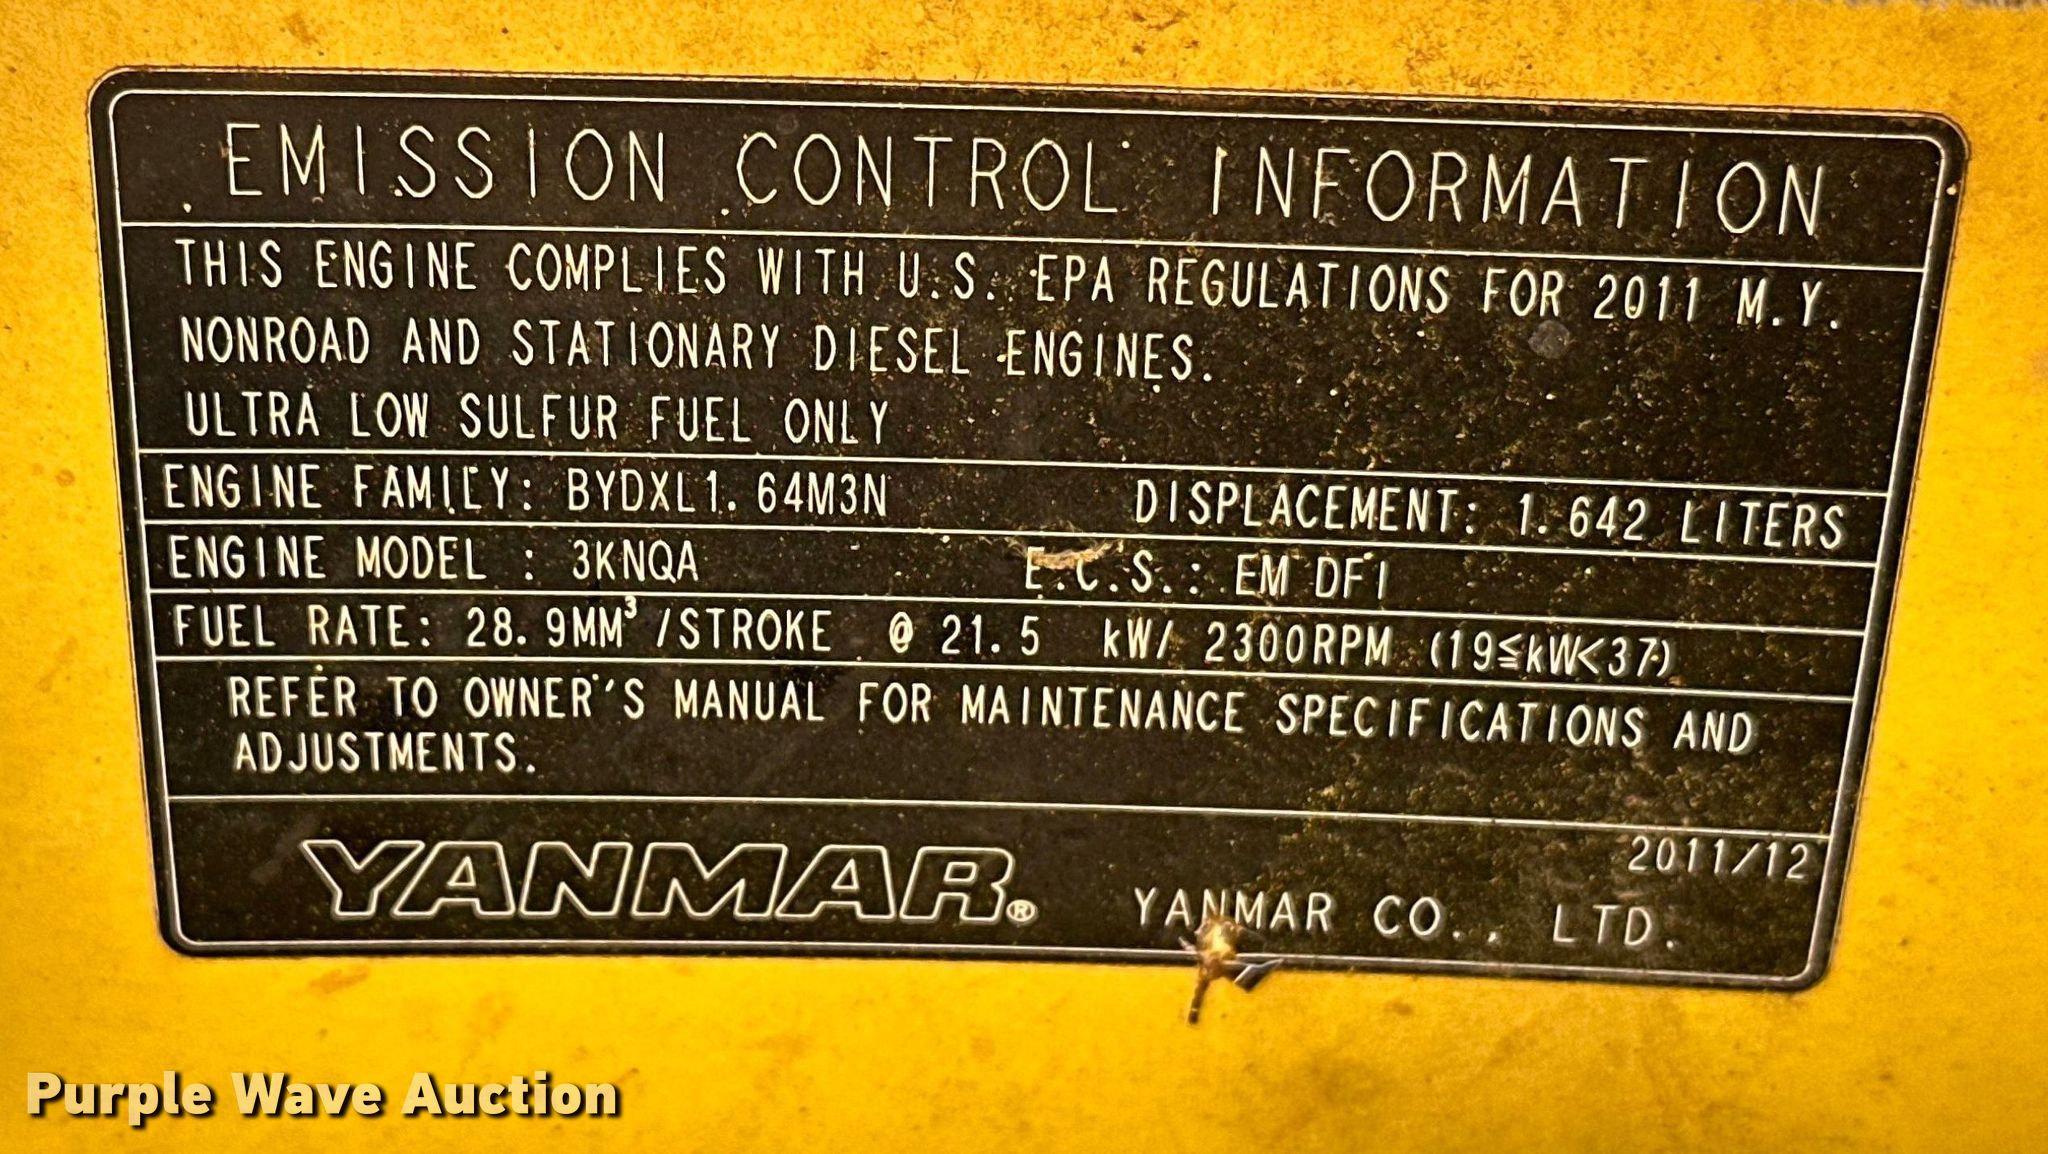 EMISSION CONTROL INFORMATION
THIS ENGINE COMPLIES WITH U.S. EPA REGULATIONS FOR 2011 M.Y.
NONROAD AND STATIONARY DIESEL ENGINES.
ULTRA LOW SULFUR FUEL ONLY
ENGINE FAMILY: BYDXL1.64M3N DISPLACEMENT: 1.642 LITERS
ENGINE MODEL : 3KNQA E.C.S.: EM DFI
FUEL RATE: 28.9MM³/STROKE @ 21.5 kW/ 2300RPM (19≦kW<37)
REFER TO OWNER'S MANUAL FOR MAINTENANCE SPECIFICATIONS AND
ADJUSTMENTS.
2011/12
YANMAR® YANMAR CO., LTD.
Purple Wave Auction